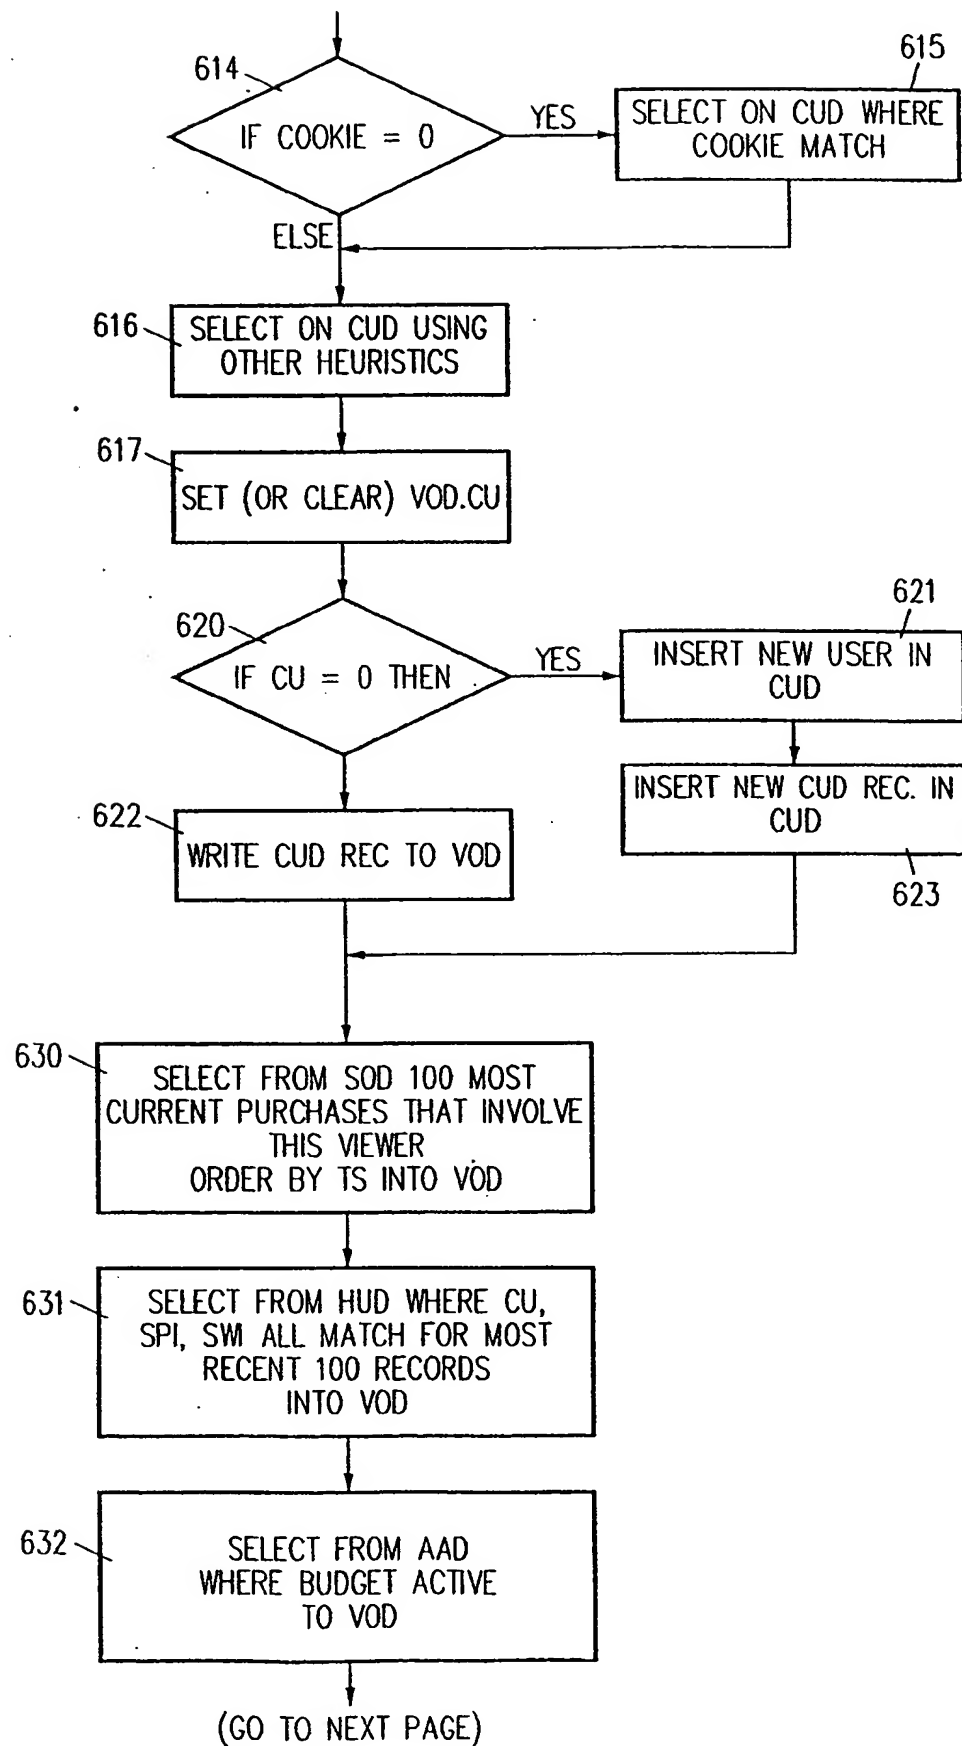 614
IF COOKIE = 0
YES
615
SELECT ON CUD WHERE
COOKIE MATCH
ELSE
616
SELECT ON CUD USING
OTHER HEURISTICS
617
SET (OR CLEAR) VOD.CU
620
IF CU = 0 THEN
YES
621
INSERT NEW USER IN
CUD
INSERT NEW CUD REC. IN
CUD
623
622
WRITE CUD REC TO VOD
630
SELECT FROM SOD 100 MOST
CURRENT PURCHASES THAT INVOLVE
THIS VIEWER
ORDER BY TS INTO VOD
631
SELECT FROM HUD WHERE CU,
SPI, SWI ALL MATCH FOR MOST
RECENT 100 RECORDS
INTO VOD
632
SELECT FROM AAD
WHERE BUDGET ACTIVE
TO VOD
(GO TO NEXT PAGE)